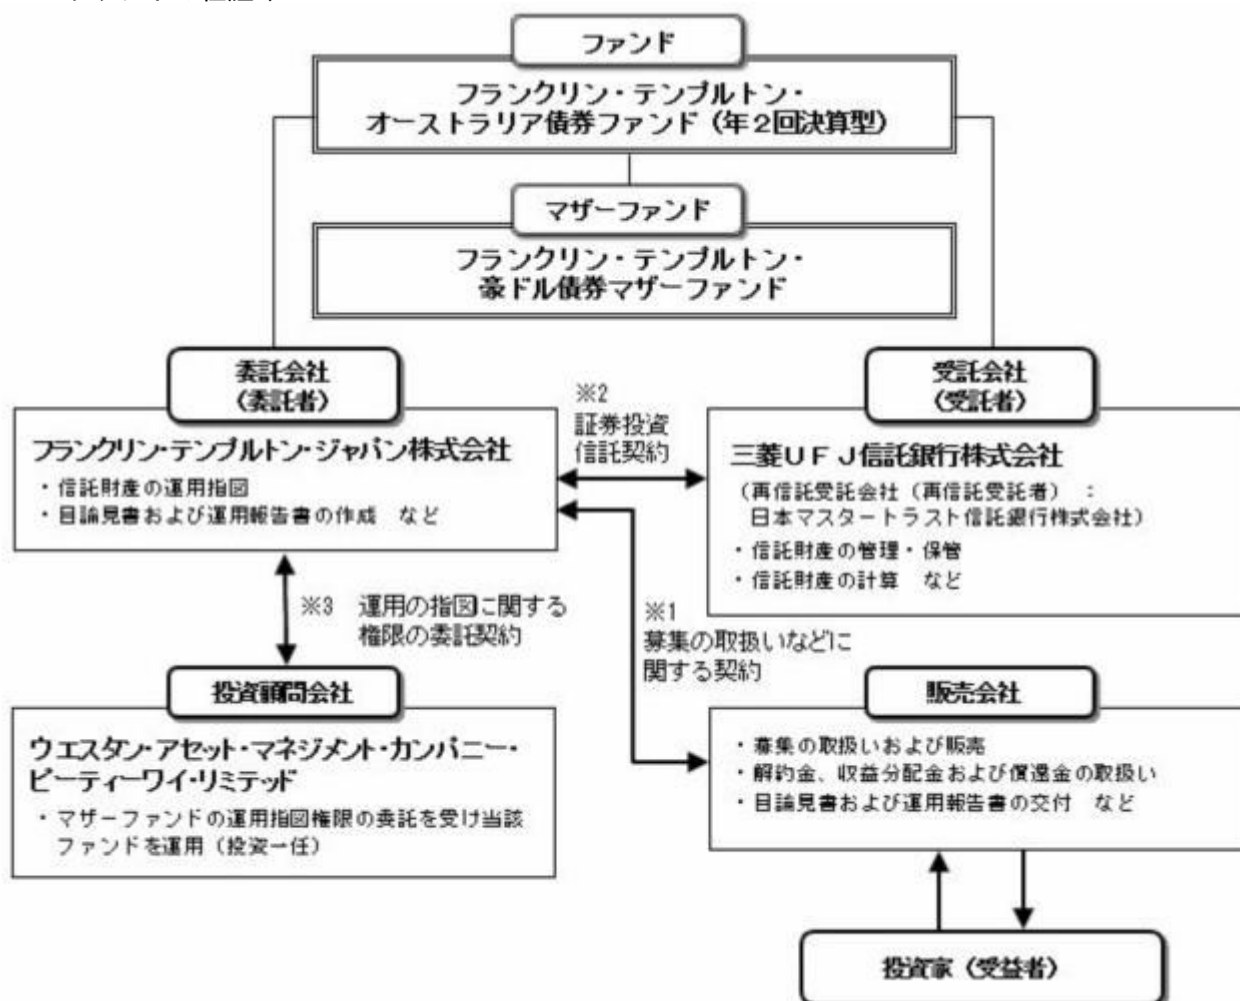 ファンド
フランクリン・テンプルトン・
オーストラリア債券ファンド（年２回決算型）
マザーファンド
フランクリン・テンプルトン・
豪ドル債券マザーファンド
委託会社
（委託者）
フランクリン・テンプルトン・ジャパン株式会社
・信託財産の運用指図
・目論見書および運用報告書の作成　など
※2
証券投資
信託契約
受託会社
（受託者）
三菱ＵＦＪ信託銀行株式会社
（再信託受託会社（再信託受託者）：
日本マスタートラスト信託銀行株式会社）
・信託財産の管理・保管
・信託財産の計算　など
※3　運用の指図に関する
権限の委託契約
※1
募集の取扱いなどに
関する契約
投資顧問会社
ウエスタン・アセット・マネジメント・カンパニー・
ピーティーワイ・リミテッド
・マザーファンドの運用指図権限の委託を受け当該
ファンドを運用（投資一任）
販売会社
・募集の取扱いおよび販売
・解約金、収益分配金および償還金の取扱い
・目論見書および運用報告書の交付　など
投資家（受益者）